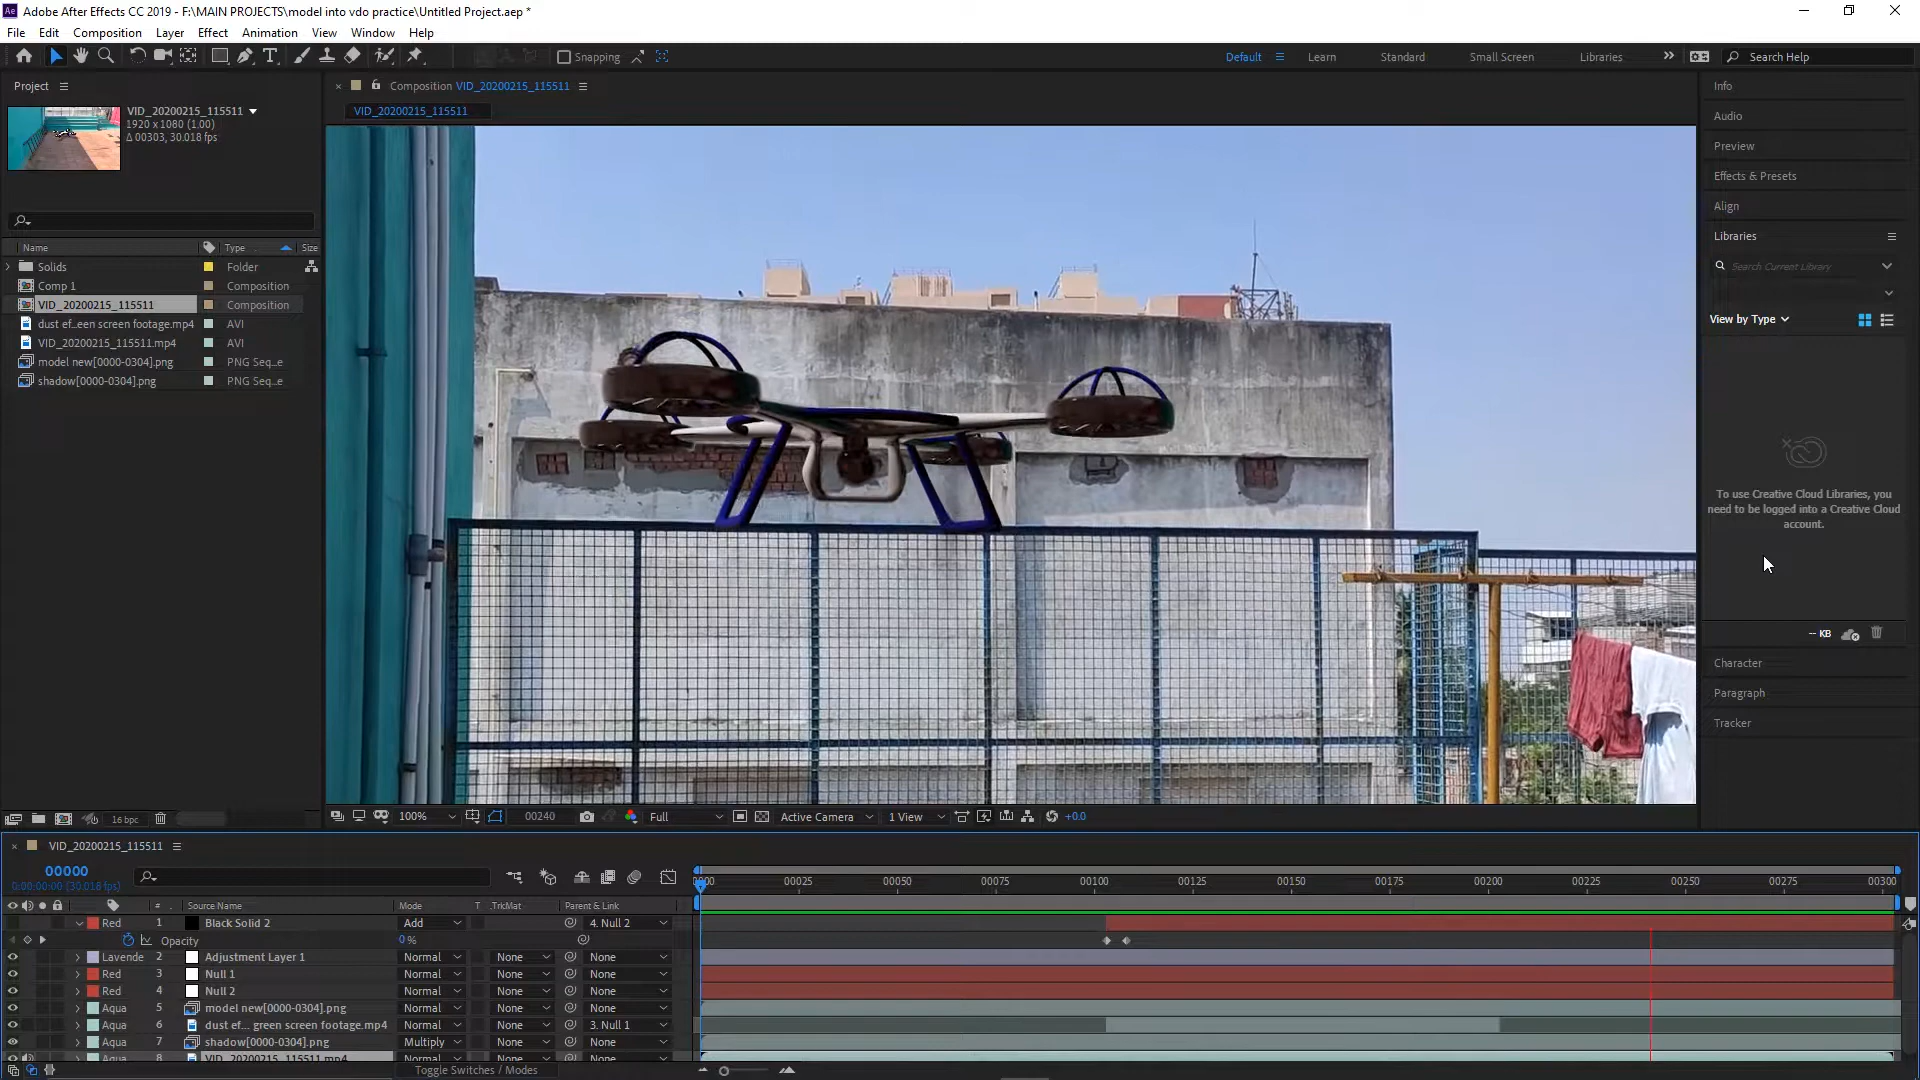 Ae Adobe After Effects CC 2019 - F:\MAIN PROJECTS\model into vdo practice\Untitled Project.aep *
File Edit Composition Layer Effect Animation View Window Help
T Snapping Default Learn Standard Small Screen Libraries Search Help
Project
Composition VID_20200215_115511
VID_20200215_115511
VID_20200215_115511
1920 x 1080 (1.00)
Δ 00303, 30.018 fps
Name Type Size
Solids Folder
Comp 1 Composition
VID_20200215_115511 Composition
dust ef...een screen footage.mp4 AVI
VID_20200215_115511.mp4 AVI
model new[0000-0304].png PNG Seq...e
shadow[0000-0304].png PNG Seq...e
16 bpc
100% 00240 Full Active Camera 1 View +0.0
Info
Audio
Preview
Effects & Presets
Align
Libraries
Search Current Library
View by Type
To use Creative Cloud Libraries, you
need to be logged into a Creative Cloud
account.
-- KB
Character
Paragraph
Tracker
VID_20200215_115511
00000
0:00:00:00 (30.018 fps)
0000 00025 00050 00075 00100 00125 00150 00175 00200 00225 00250 00275 00300
# Source Name Mode T .TrkMat Parent & Link
Red 1 Black Solid 2 Add 4. Null 2
Opacity 0 %
Lavende 2 Adjustment Layer 1 Normal None None
Red 3 Null 1 Normal None None
Red 4 Null 2 Normal None None
Aqua 5 model new[0000-0304].png Normal None None
Aqua 6 dust ef... green screen footage.mp4 Normal None 3. Null 1
Aqua 7 shadow[0000-0304].png Multiply None None
Aqua 8 VID_20200215_115511.mp4 Normal None None
Toggle Switches / Modes